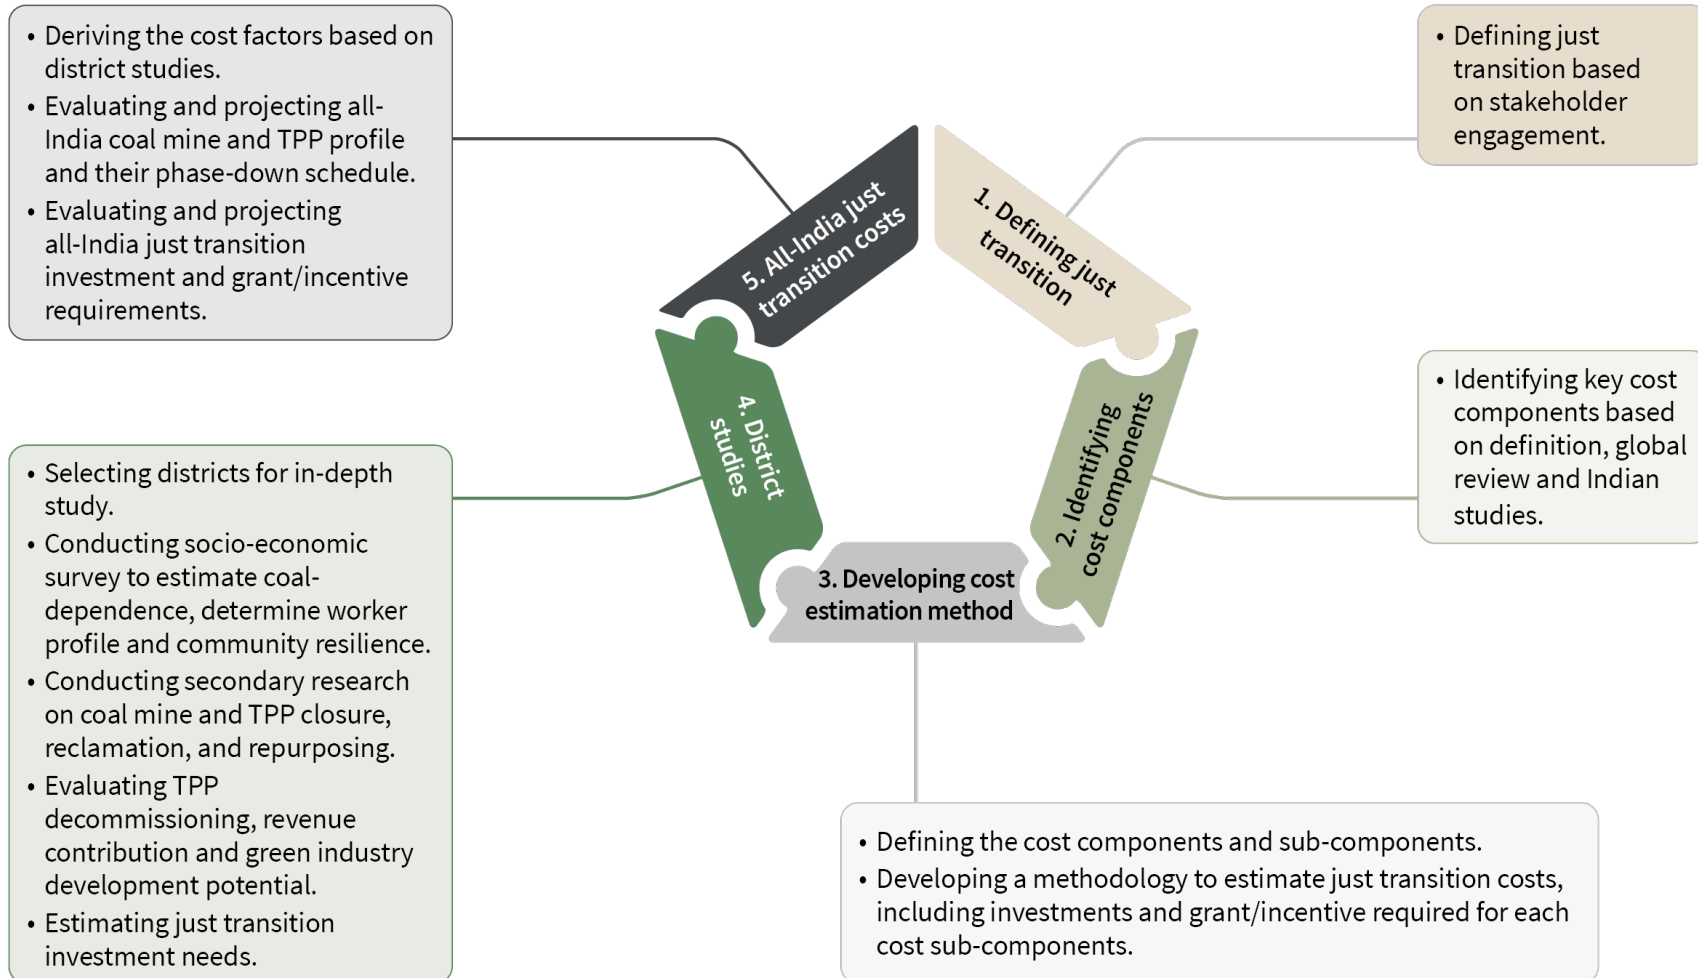 • Deriving the cost factors based on
district studies.
• Evaluating and projecting all-
India coal mine and TPP profile
and their phase-down schedule.
• Evaluating and projecting
all-India just transition
investment and grant/incentive
requirements.
• Defining just
transition based
on stakeholder
engagement.
5. All-India just
transition costs
1. Defining just
transition
4. District
studies
2. Identifying
cost components
3. Developing cost
estimation method
• Identifying key cost
components based
on definition, global
review and Indian
studies.
• Selecting districts for in-depth
study.
• Conducting socio-economic
survey to estimate coal-
dependence, determine worker
profile and community resilience.
• Conducting secondary research
on coal mine and TPP closure,
reclamation, and repurposing.
• Evaluating TPP
decommissioning, revenue
contribution and green industry
development potential.
• Estimating just transition
investment needs.
• Defining the cost components and sub-components.
• Developing a methodology to estimate just transition costs,
including investments and grant/incentive required for each
cost sub-components.